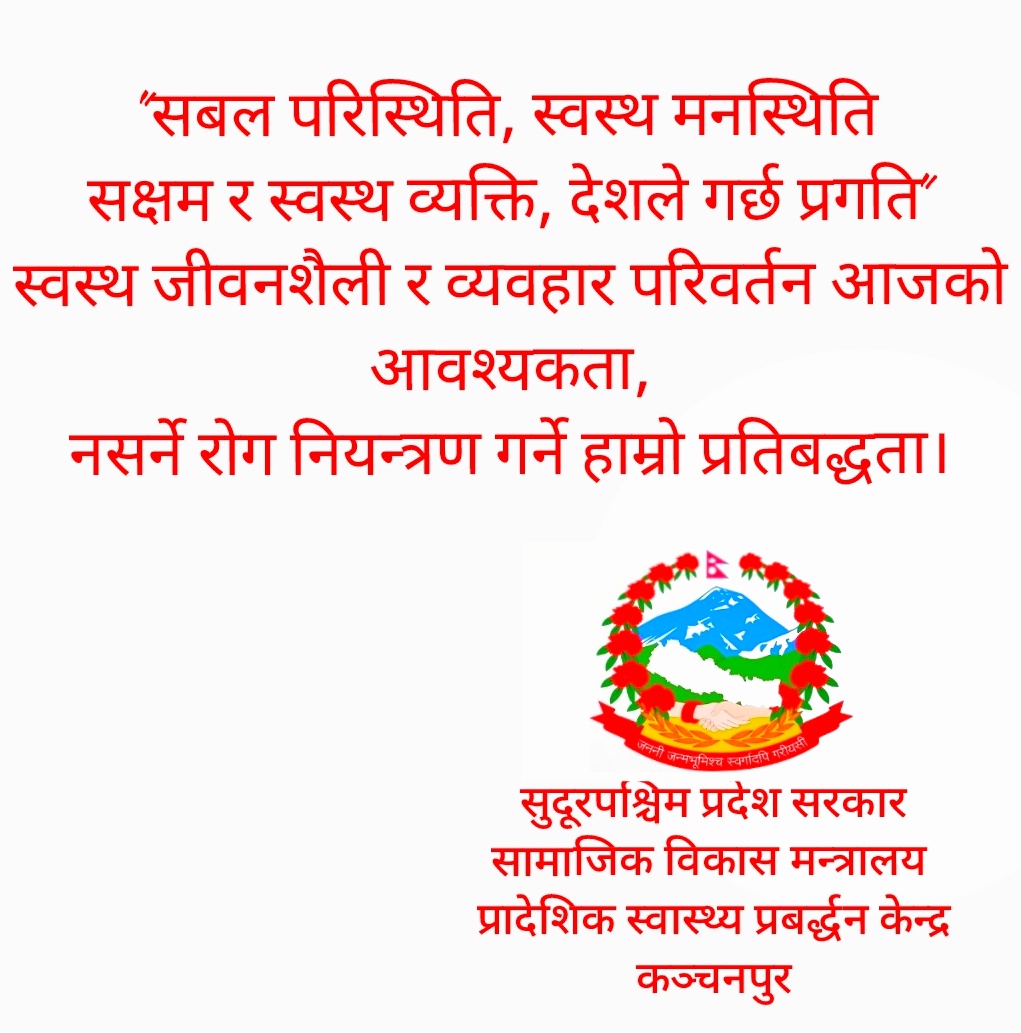 "सबल परिस्थिति, स्वस्थ मनस्थिति
सक्षम र स्वस्थ व्यक्ति, देशले गर्छ प्रगति"
स्वस्थ जीवनशैली र व्यवहार परिवर्तन आजको
आवश्यकता,
नसर्ने रोग नियन्त्रण गर्ने हाम्रो प्रतिबद्धता।
जननी जन्मभूमिश्च स्वर्गादपि गरीयसी
सुदूरपश्चिम प्रदेश सरकार
सामाजिक विकास मन्त्रालय
प्रादेशिक स्वास्थ्य प्रबर्द्धन केन्द्र
कञ्चनपुर